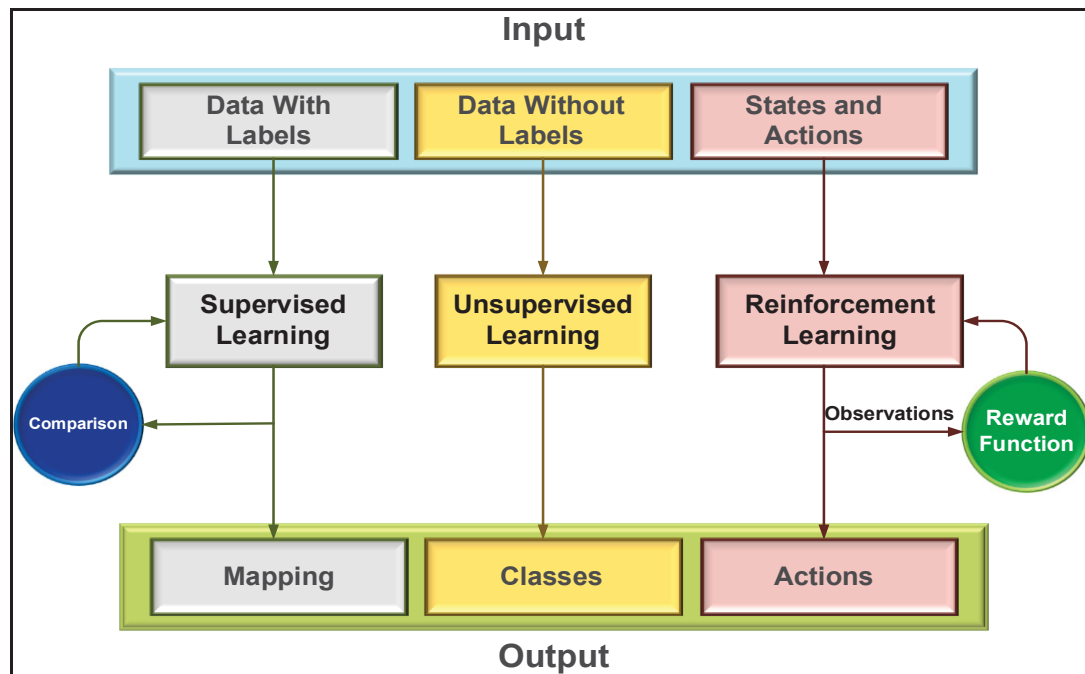 Input
Data With
Labels
Data Without
Labels
States and
Actions
Supervised
Learning
Unsupervised
Learning
Reinforcement
Learning
Comparison
Observations
Reward
Function
Mapping
Classes
Actions
Output